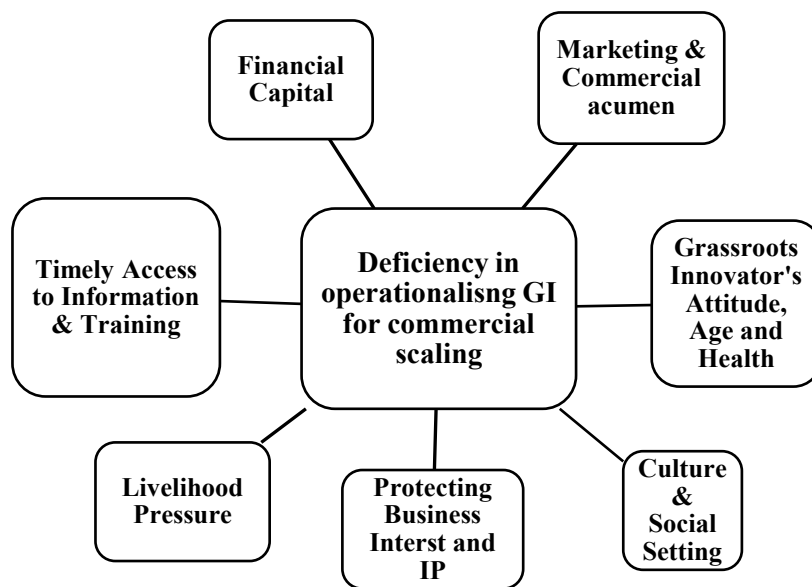 Financial
Capital
Marketing &
Commercial
acumen
Timely Access
to Information
& Training
Deficiency in
operationalisng GI
for commercial
scaling
Grassroots
Innovator's
Attitude,
Age and
Health
Livelihood
Pressure
Protecting
Business
Interst and
IP
Culture
&
Social
Setting